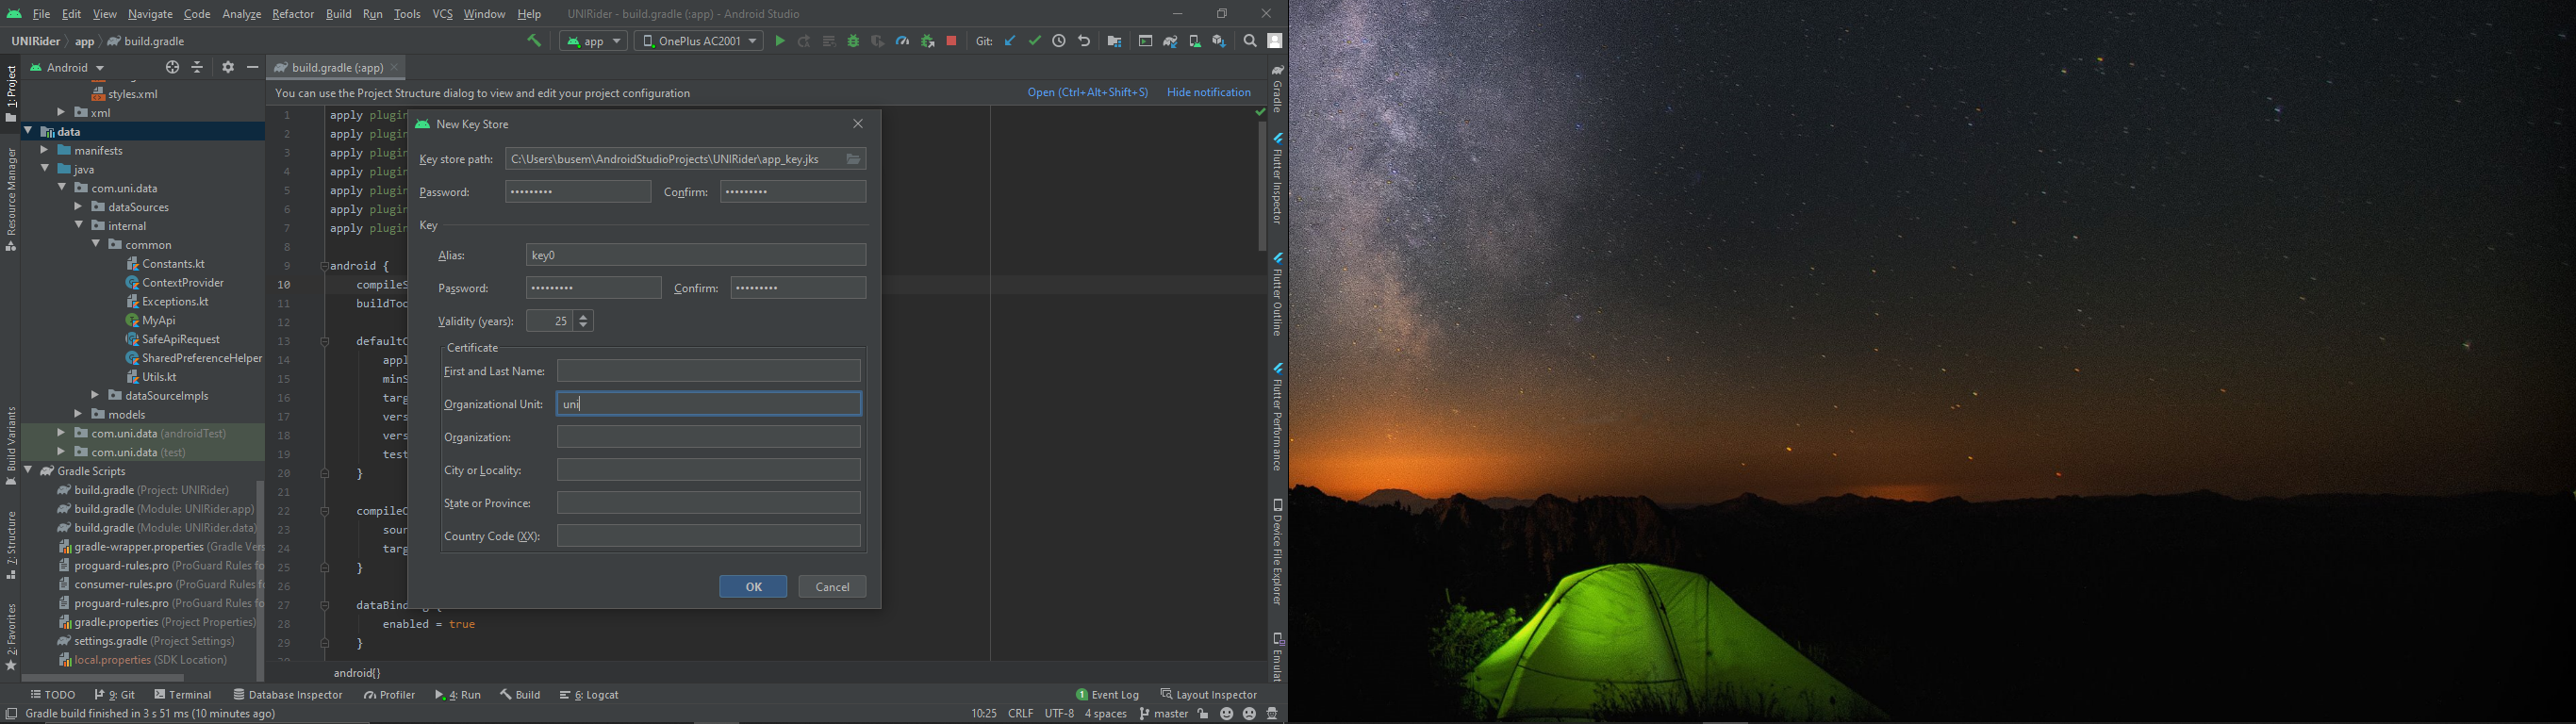 File Edit View Navigate Code Analyze Refactor Build Run Tools VCS Window Help UNIRider - build.gradle (:app) - Android Studio
UNIRider app build.gradle app OnePlus AC2001 Git:
Android build.gradle (:app)
You can use the Project Structure dialog to view and edit your project configuration Open (Ctrl+Alt+Shift+S) Hide notification
1: Project
Resource Manager
Build Variants
7: Structure
2: Favorites
styles.xml
xml
data
manifests
java
com.uni.data
dataSources
internal
common
Constants.kt
ContextProvider
Exceptions.kt
MyApi
SafeApiRequest
SharedPreferenceHelper
Utils.kt
dataSourceImpls
models
com.uni.data (androidTest)
com.uni.data (test)
Gradle Scripts
build.gradle (Project: UNIRider)
build.gradle (Module: UNIRider.app)
build.gradle (Module: UNIRider.data)
gradle-wrapper.properties (Gradle Vers
proguard-rules.pro (ProGuard Rules fo
consumer-rules.pro (ProGuard Rules fo
proguard-rules.pro (ProGuard Rules fo
gradle.properties (Project Properties)
settings.gradle (Project Settings)
local.properties (SDK Location)
1 apply plugin
2 apply plugin
3 apply plugin
4 apply plugin
5 apply plugin
6 apply plugin
7 apply plugin
8
9 android {
10 compileS
11 buildToo
12
13 defaultC
14 appl
15 minS
16 targ
17 vers
18 vers
19 test
20 }
21
22 compileO
23 sour
24 targ
25 }
26
27 dataBinding {
28 enabled = true
29 }
android{}
New Key Store
Key store path: C:\Users\busem\AndroidStudioProjects\UNIRider\app_key.jks
Password: ••••••••• Confirm: •••••••••
Key
Alias: key0
Password: ••••••••• Confirm: •••••••••
Validity (years): 25
Certificate
First and Last Name:
Organizational Unit: uni
Organization:
City or Locality:
State or Province:
Country Code (XX):
OK Cancel
Gradle
Flutter Inspector
Flutter Outline
Flutter Performance
Device File Explorer
Emulat
TODO 9: Git Terminal Database Inspector Profiler 4: Run Build 6: Logcat 1 Event Log Layout Inspector
Gradle build finished in 3 s 51 ms (10 minutes ago) 10:25 CRLF UTF-8 4 spaces master